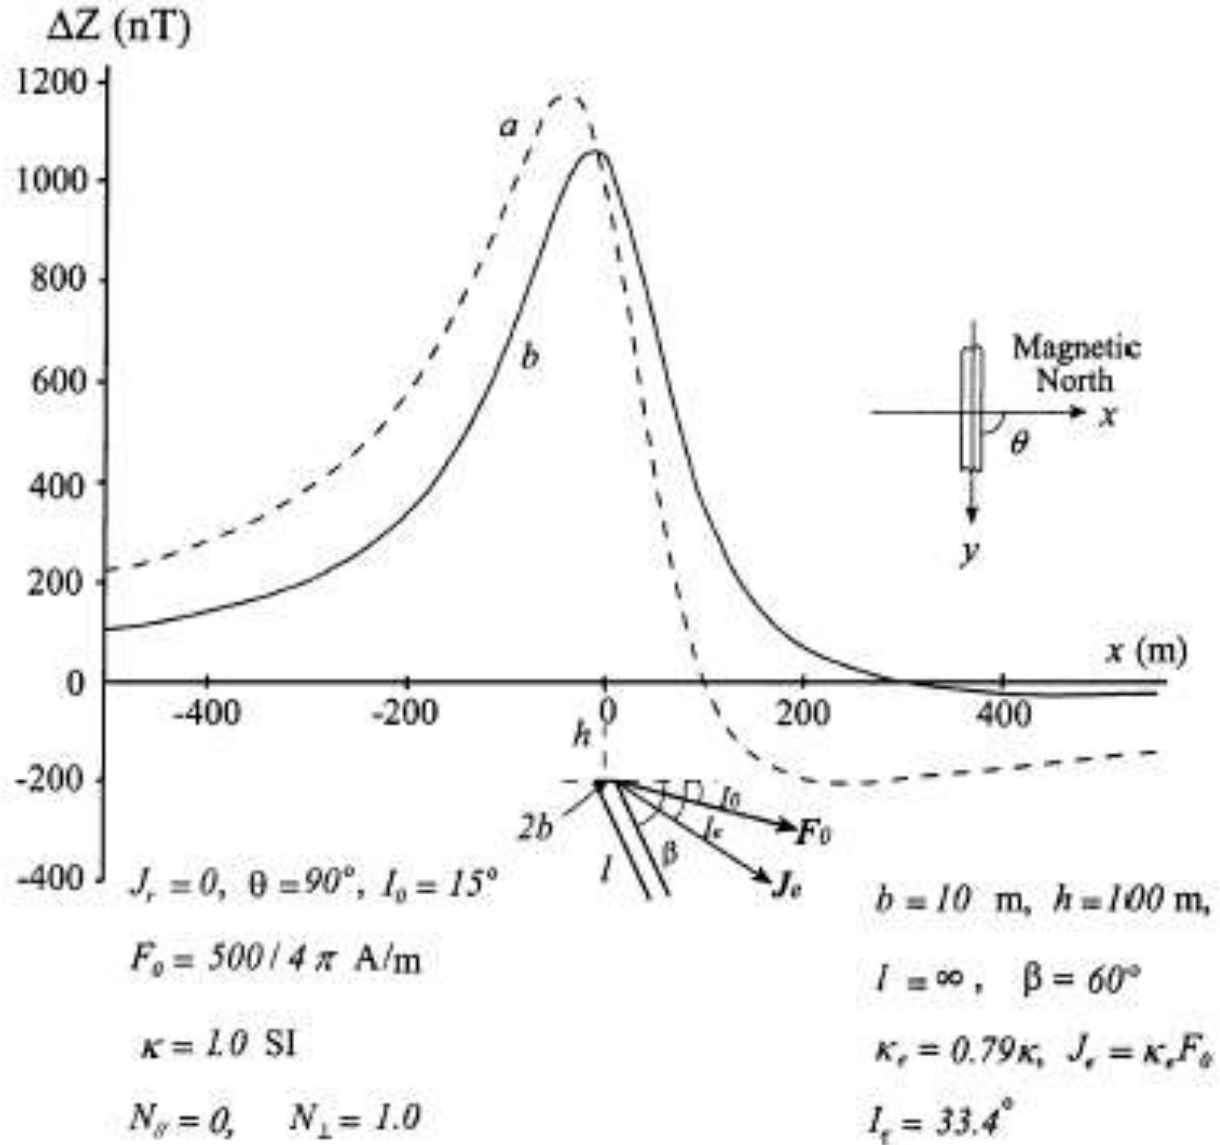 ΔZ (nT)
1200
1000
800
600
400
200
0
-200
-400
a
b
Magnetic
North
x
θ
y
x (m)
-400
-200
0
200
400
h
2b
l
β
I₀
Iₑ
F₀
Jₑ
Jᵣ = 0, θ = 90°, I₀ = 15°
F₀ = 500 / 4 π A/m
κ = 1.0 SI
N∥ = 0, N⊥ = 1.0
b = 10 m, h = 100 m,
l = ∞, β = 60°
κₑ = 0.79κ, Jₑ = κₑF₀
Iₑ = 33.4°